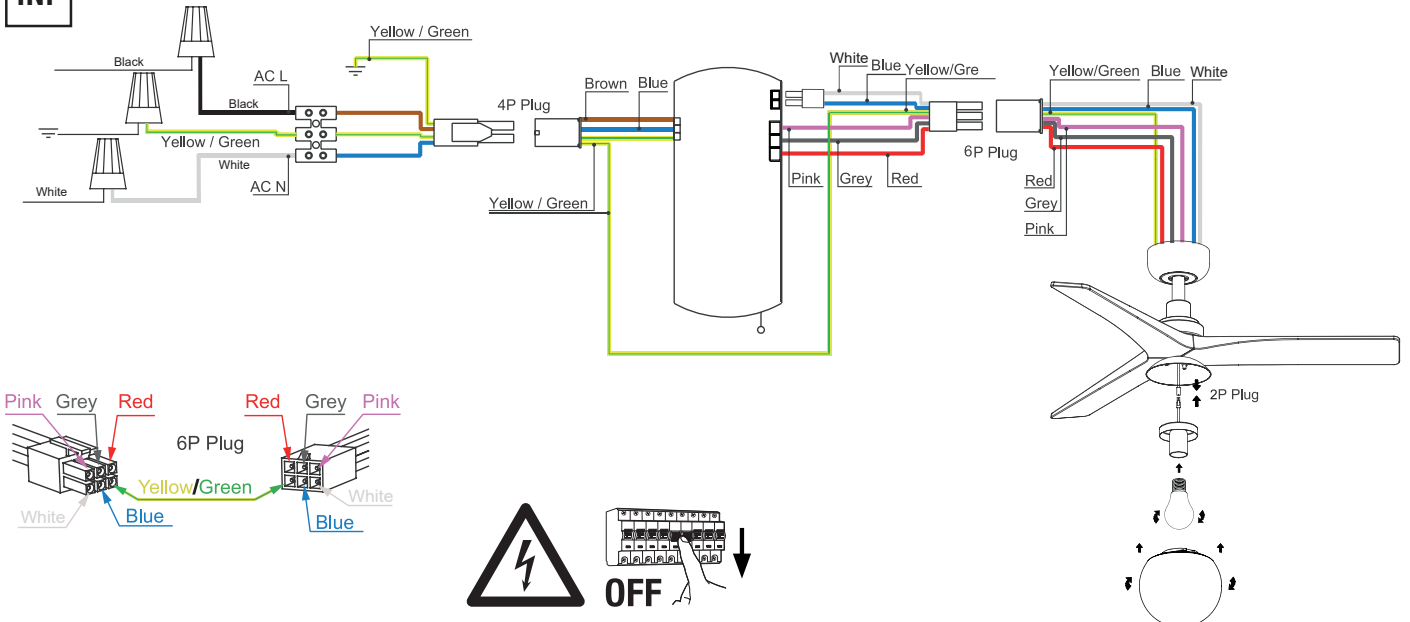 Yellow / Green
Black
AC L
Black
Yellow / Green
White
White
AC N
4P Plug
Brown
Blue
Yellow / Green
White
Blue
Yellow/Gre
Blue
Pink
Grey
Red
6P Plug
Yellow/Green
Blue
White
Red
Grey
Pink
2P Plug
Pink
Grey
Red
Red
Grey
Pink
6P Plug
Yellow/Green
White
Blue
White
Blue
OFF